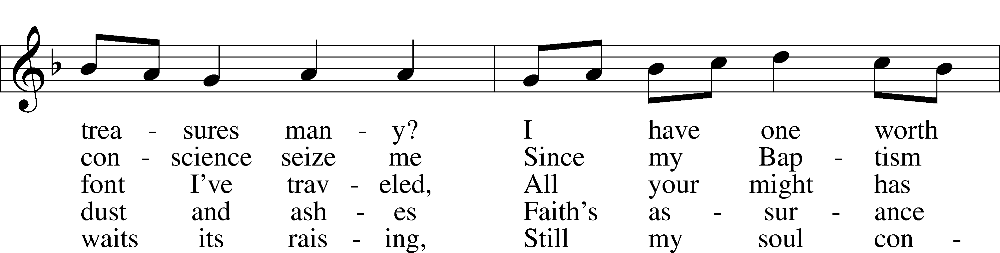 trea - sures man - y? I have one worth
con - science seize me Since my Bap - tism
font I've trav - eled, All your might has
dust and ash - es Faith's as - sur - ance
waits its rais - ing, Still my soul con -